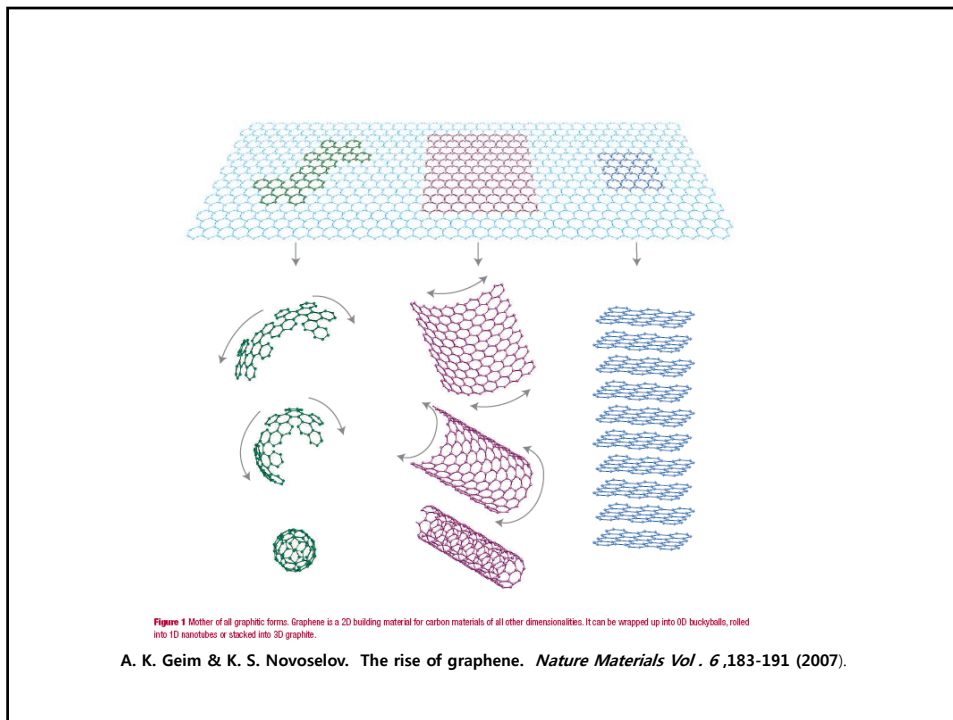 Figure 1 Mother of all graphitic forms. Graphene is a 2D building material for carbon materials of all other dimensionalities. It can be wrapped up into 0D buckyballs, rolled
into 1D nanotubes or stacked into 3D graphite.
A. K. Geim & K. S. Novoselov. The rise of graphene. Nature Materials Vol . 6 ,183-191 (2007).